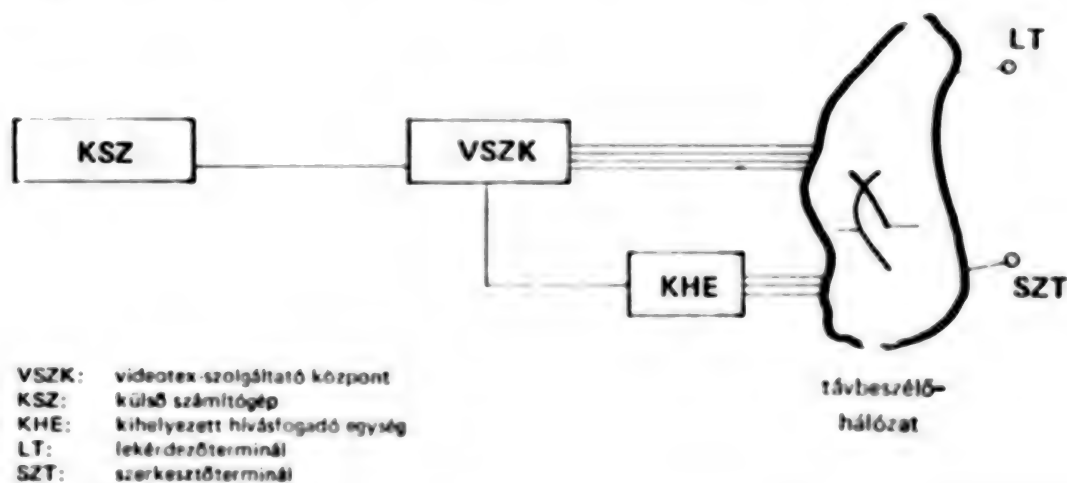 LT
KSZ
VSZK
KHE
SZT
VSZK: videotex-szolgáltató központ
KSZ: külső számítógép
KHE: kihelyezett hívásfogadó egység
LT: lekérdezőterminál
SZT: szerkesztőterminál
távbeszélő-
hálózat